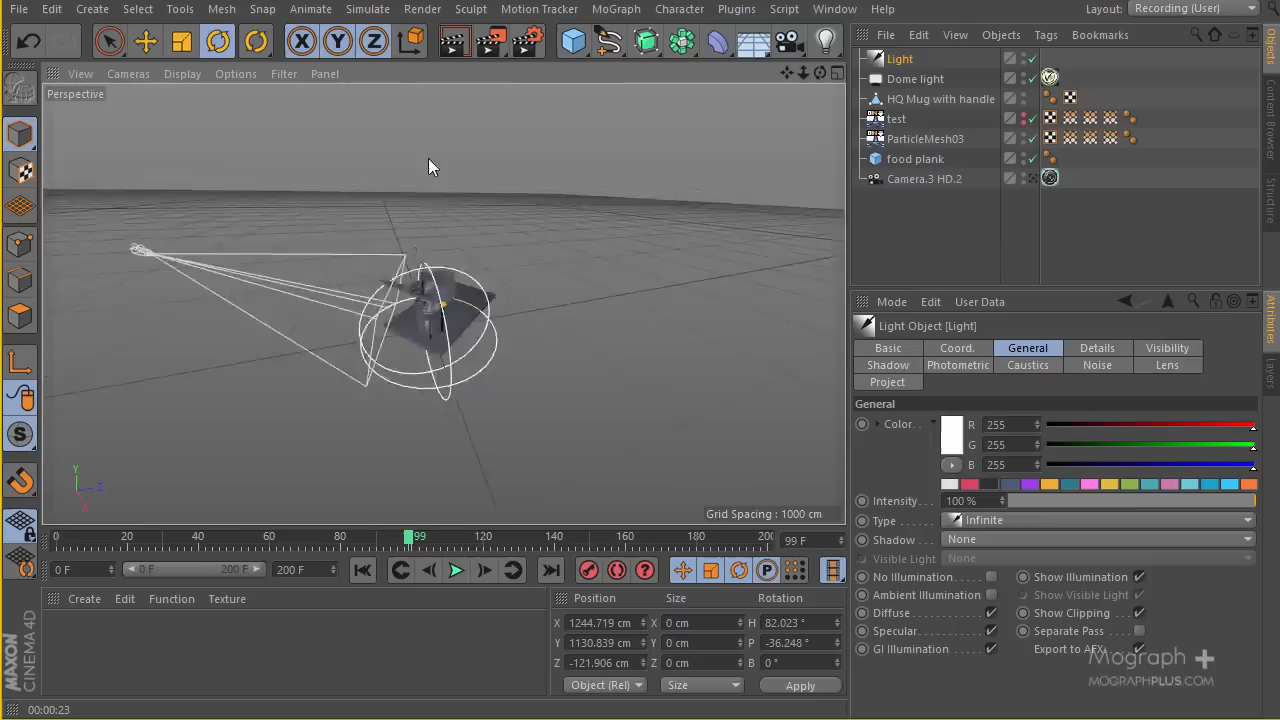 File Edit Create Select Tools Mesh Snap Animate Simulate Render Sculpt Motion Tracker MoGraph Character Plugins Script Window Help Layout: Recording (User)
X Y Z
File Edit View Objects Tags Bookmarks
View Cameras Display Options Filter Panel
Perspective
Light
Dome light
HQ Mug with handle
test
ParticleMesh03
food plank
Camera.3 HD.2
Objects
Content Browser
Structure
Mode Edit User Data
Light Object [Light]
Basic Coord. General Details Visibility
Shadow Photometric Caustics Noise Lens
Project
General
Color. . R 255
G 255
B 255
Intensity. 100 %
Type Infinite
Shadow None
Visible Light None
No Illumination Show Illumination
Ambient Illumination Show Visible Light
Diffuse Show Clipping
Specular Separate Pass
GI Illumination Export to AFX
Attributes
Layers
Y
Z
X
S
P
Grid Spacing : 1000 cm
0 20 40 60 80 99 120 140 160 180 200 99 F
0 F 0 F 200 F 200 F
Create Edit Function Texture
Position Size Rotation
X 1244.719 cm X 0 cm H 82.023 °
Y 1130.839 cm Y 0 cm P -36.248 °
Z -121.906 cm Z 0 cm B 0 °
Object (Rel) Size Apply
MAXON
CINEMA 4D
Mograph +
MOGRAPHPLUS.COM
00:00:23